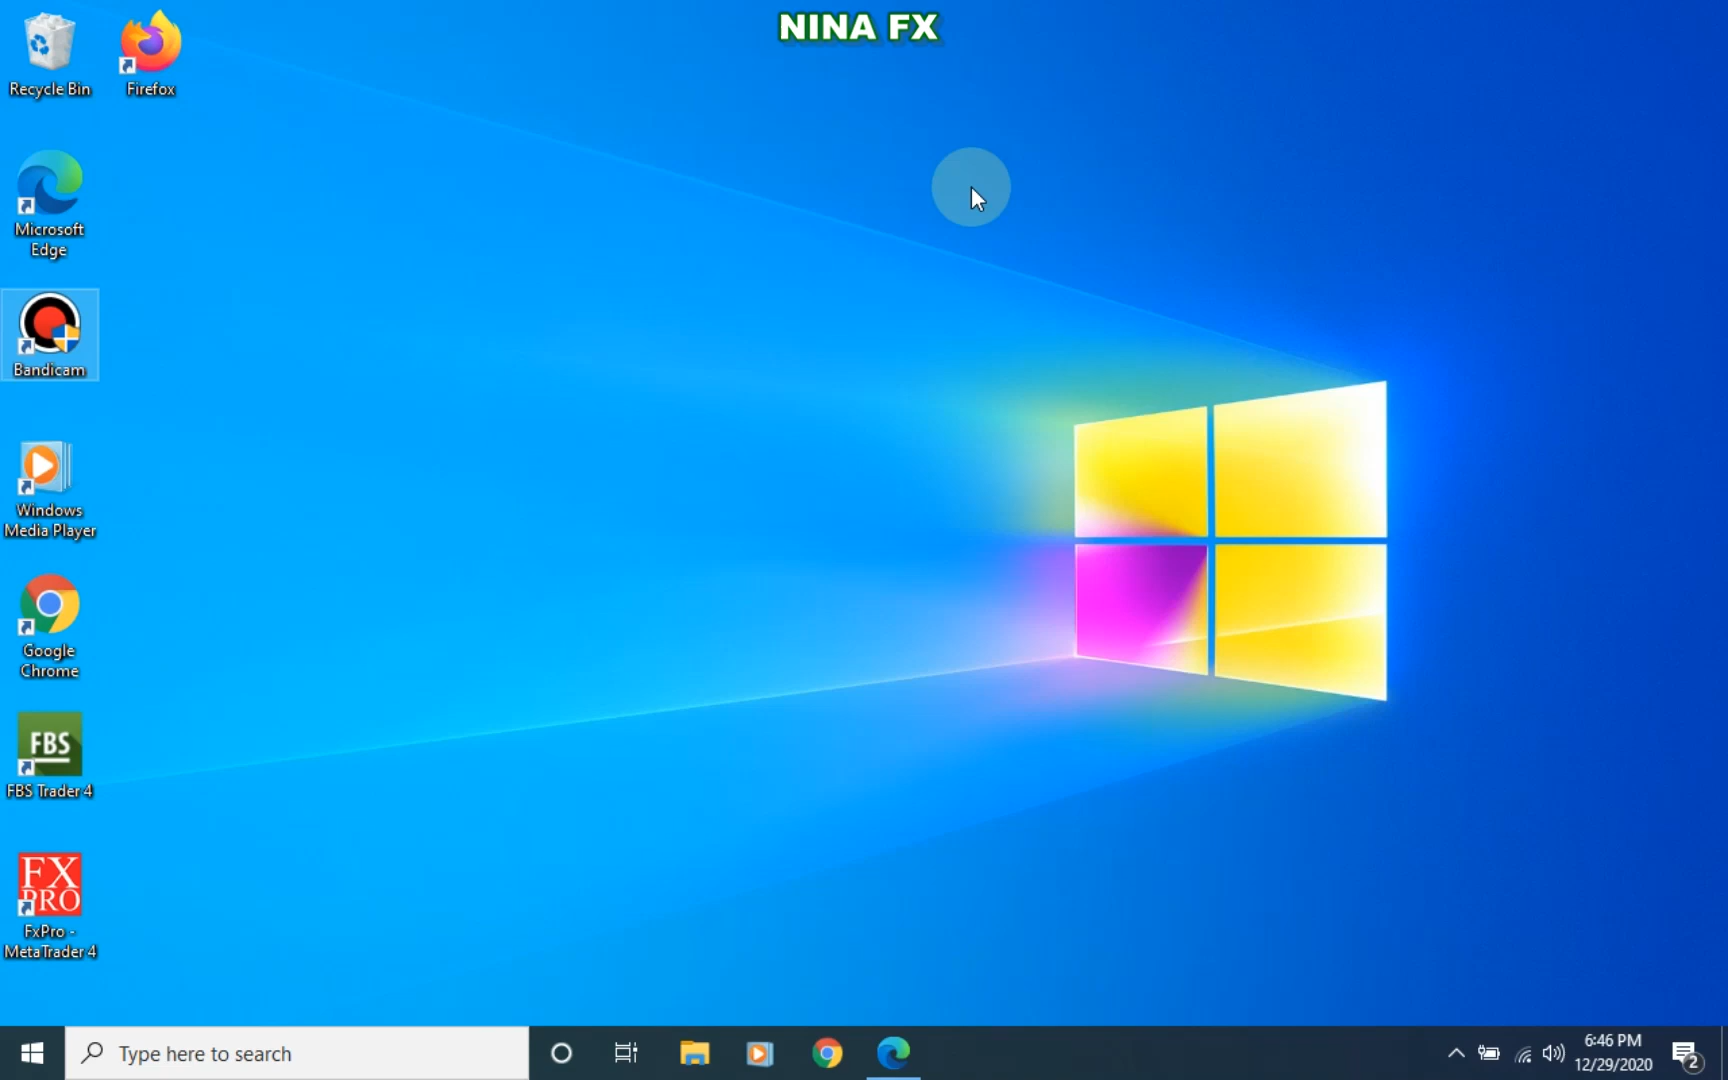 NINA FX
Recycle Bin
Firefox
Microsoft
Edge
Bandicam
Windows
Media Player
Google
Chrome
FBS
FBS Trader 4
FX
PRO
FxPro -
MetaTrader 4
Type here to search
6:46 PM
12/29/2020
2